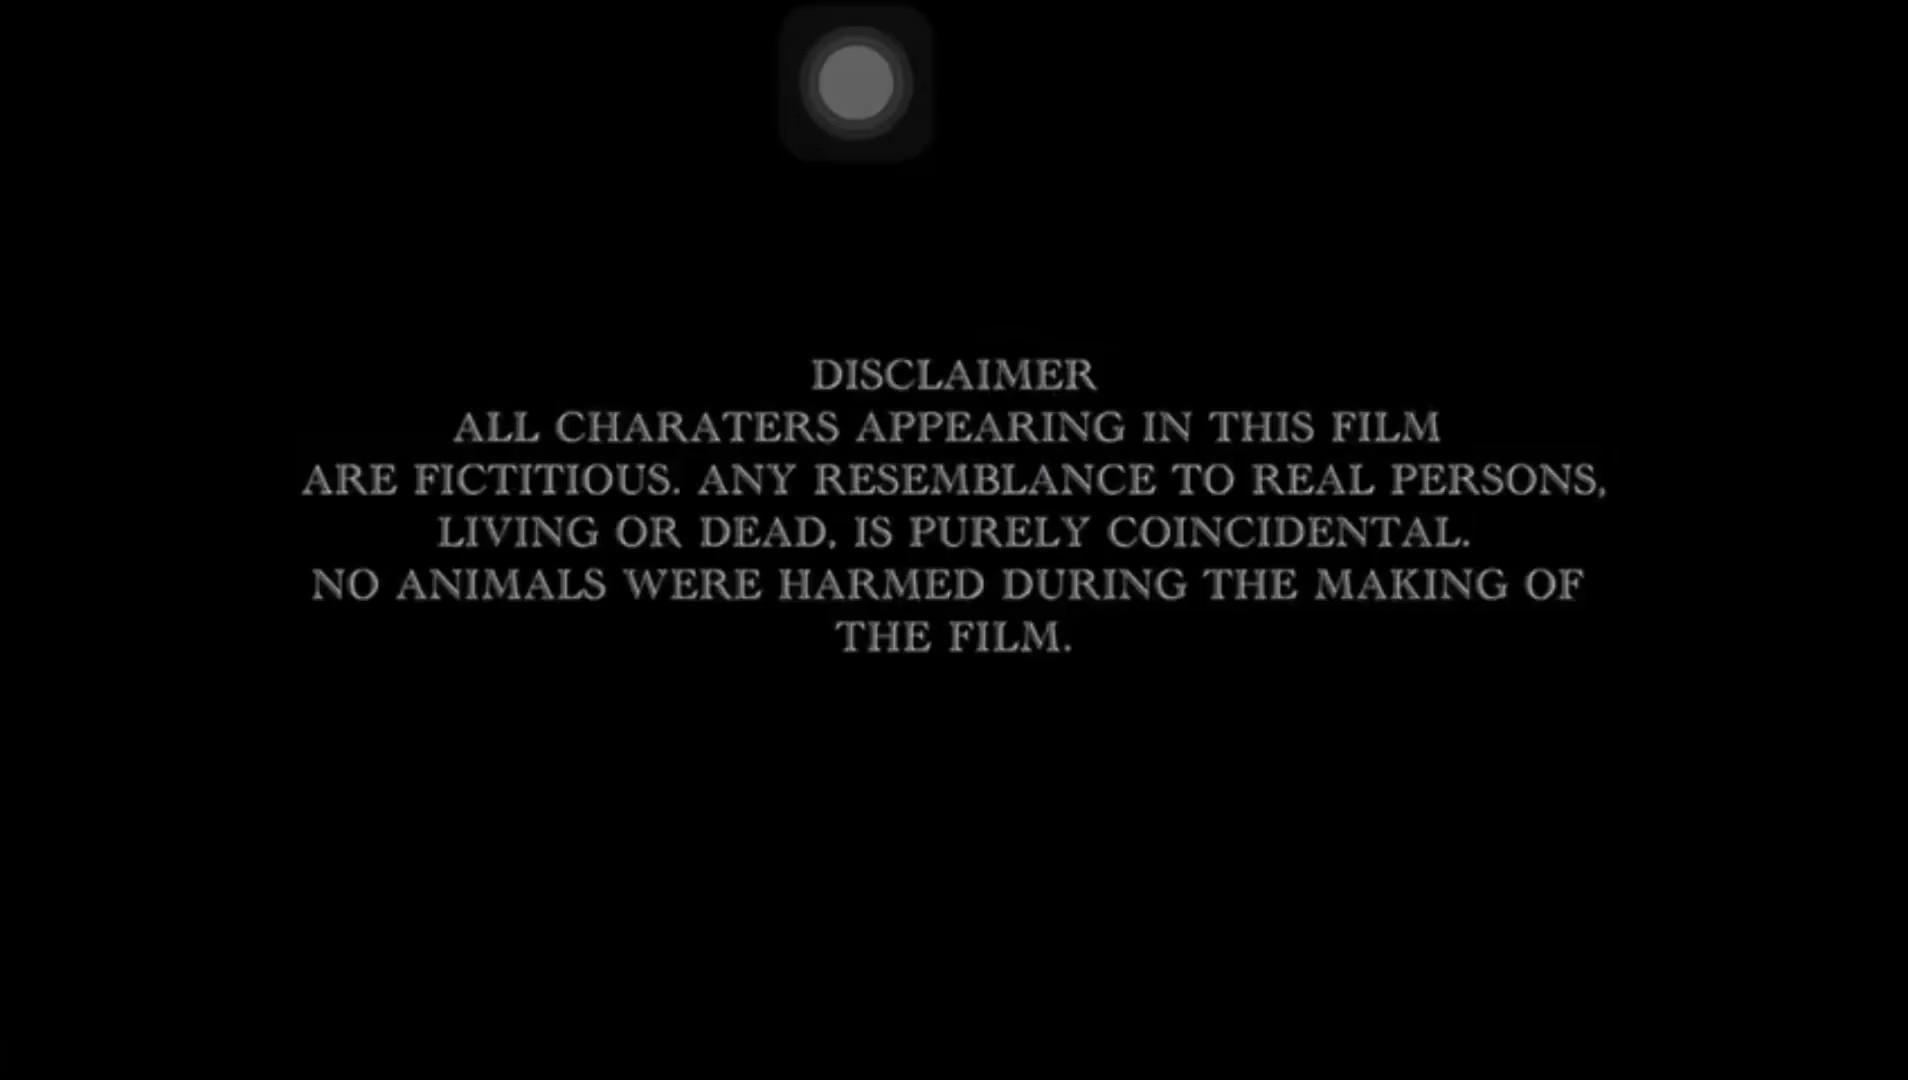 DISCLAIMER
ALL CHARATERS APPEARING IN THIS FILM
ARE FICTITIOUS. ANY RESEMBLANCE TO REAL PERSONS,
LIVING OR DEAD, IS PURELY COINCIDENTAL.
NO ANIMALS WERE HARMED DURING THE MAKING OF
THE FILM.